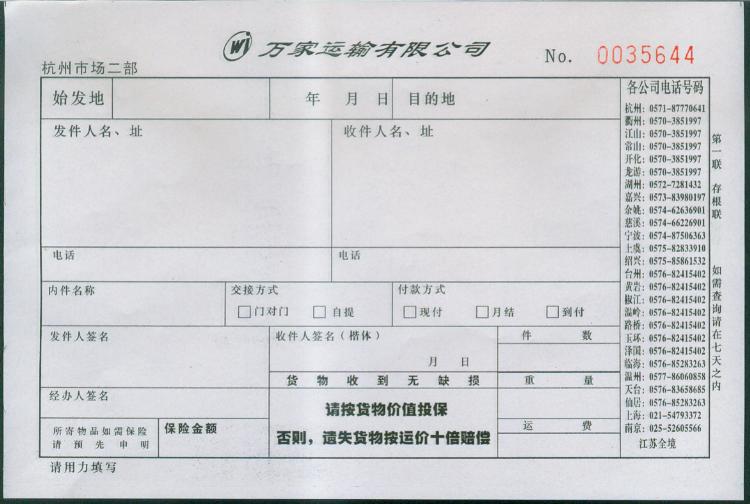 Wj 万家运输有限公司
No. 0035644
杭州市场二部
始发地 年 月 日 目的地
发件人名、址 收件人名、址
电话 电话
内件名称 交接方式 付款方式
门对门 自提 现付 月结 到付
发件人签名 收件人签名(楷体) 件 数
月 日
货物收到无缺损 重 量
经办人签名
请按货物价值投保
所寄物品如需保险 保险金额 运 费
请预先申明 否则，遗失货物按运价十倍赔偿
请用力填写
各公司电话号码
杭州：0571-87770641
衢州：0570-3851997
江山：0570-3851997
常山：0570-3851997
开化：0570-3851997
龙游：0570-3851997
湖州：0572-7281432
嘉兴：0573-83980197
余姚：0574-62636901
慈溪：0574-66226901
宁波：0574-87506363
上虞：0575-82833910
绍兴：0575-85861532
台州：0576-82415402
黄岩：0576-82415402
椒江：0576-82415402
温岭：0576-82415402
路桥：0576-82415402
玉环：0576-82415402
泽国：0576-82415402
临海：0576-85283263
温州：0577-86060858
天台：0576-83658685
仙居：0576-85283263
上海：021-54793372
南京：025-52605566
江苏全境
第一联 存根联 如需查询请在七天之内